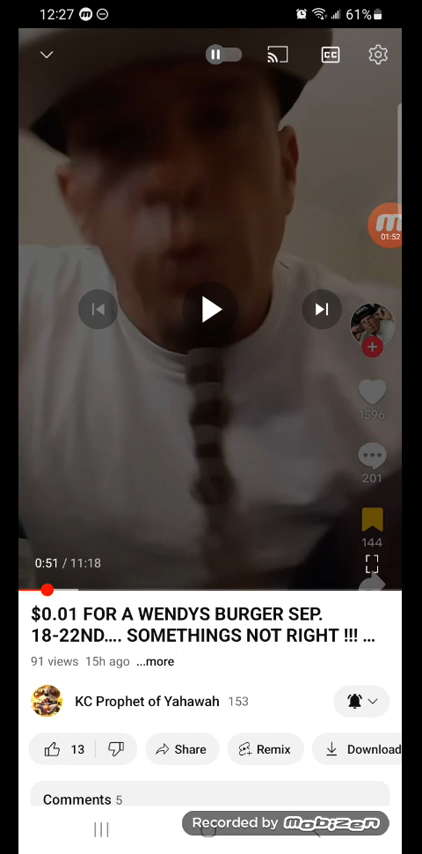 12:27
61%
CC
01:52
1596
201
144
0:51 / 11:18
$0.01 FOR A WENDYS BURGER SEP.
18-22ND.... SOMETHINGS NOT RIGHT !!! ...
91 views 15h ago ...more
KC Prophet of Yahawah 153
13 Share Remix Download
Comments 5
Recorded by mobizen